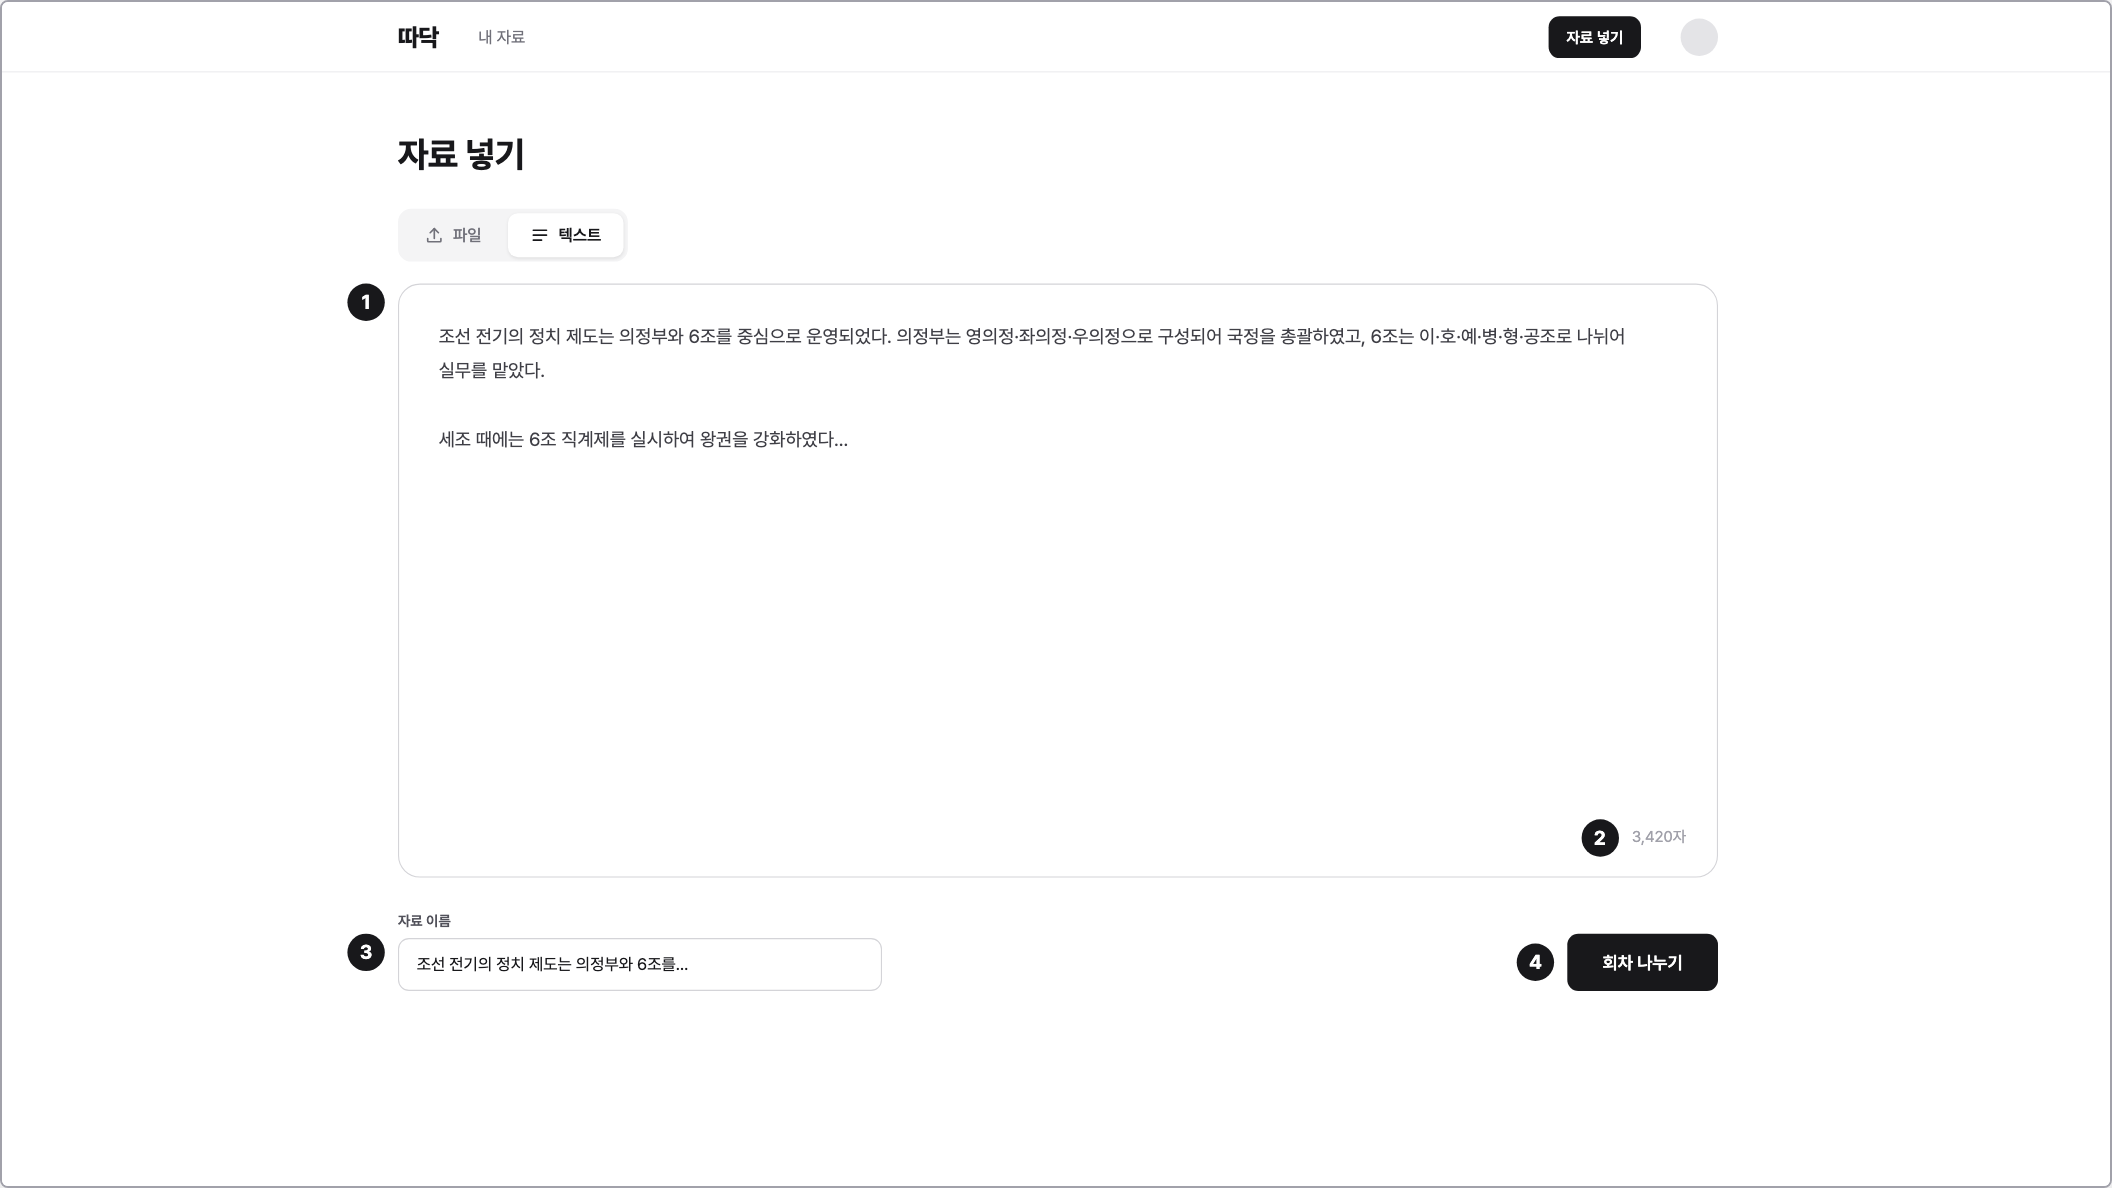 따닥
내 자료
자료 넣기
자료 넣기
파일
텍스트
1
조선 전기의 정치 제도는 의정부와 6조를 중심으로 운영되었다. 의정부는 영의정·좌의정·우의정으로 구성되어 국정을 총괄하였고, 6조는 이·호·예·병·형·공조로 나뉘어
실무를 맡았다.
세조 때에는 6조 직계제를 실시하여 왕권을 강화하였다...
2
3,420자
자료 이름
3
조선 전기의 정치 제도는 의정부와 6조를...
4
회차 나누기